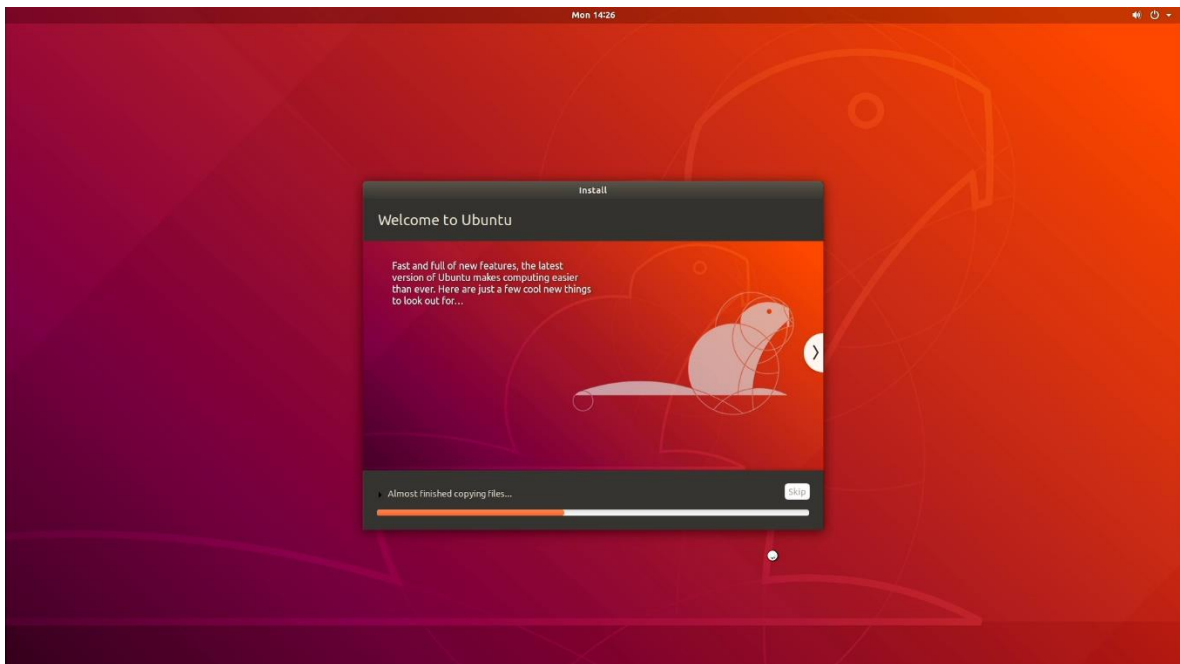 Mon 14:26
Install
Welcome to Ubuntu
Fast and full of new features, the latest
version of Ubuntu makes computing easier
than ever. Here are just a few cool new things
to look out for...
Almost finished copying files...
Skip